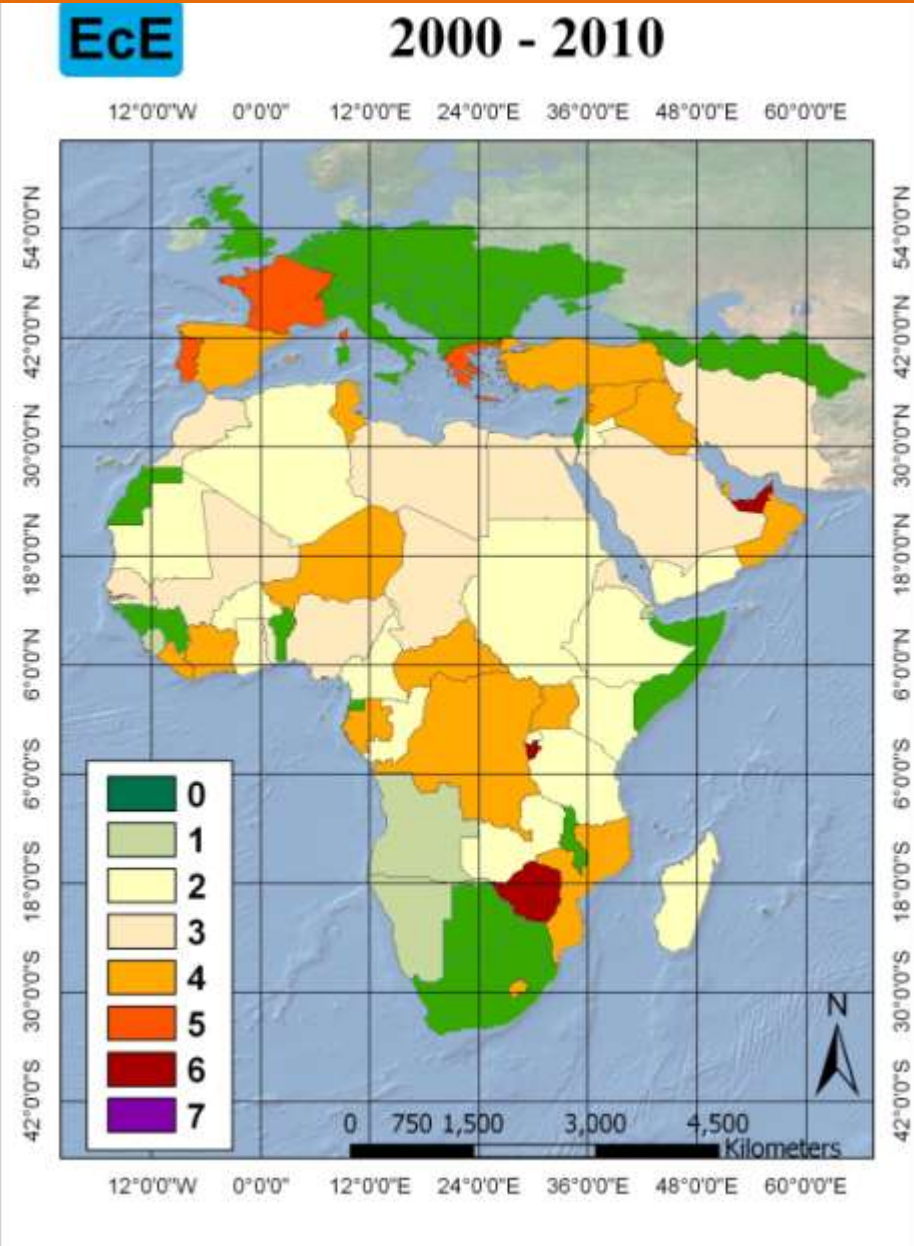 EcE
2000 - 2010
12°0'0"W 0°0'0" 12°0'0"E 24°0'0"E 36°0'0"E 48°0'0"E 60°0'0"E
54°0'0"N 54°0'0"N
42°0'0"N 42°0'0"N
30°0'0"N 30°0'0"N
18°0'0"N 18°0'0"N
6°0'0"N 6°0'0"N
6°0'0"S 6°0'0"S
18°0'0"S 18°0'0"S
30°0'0"S 30°0'0"S
42°0'0"S 42°0'0"S
0
1
2
3
4
5
6
7
N
0 750 1,500 3,000 4,500
Kilometers
12°0'0"W 0°0'0" 12°0'0"E 24°0'0"E 36°0'0"E 48°0'0"E 60°0'0"E